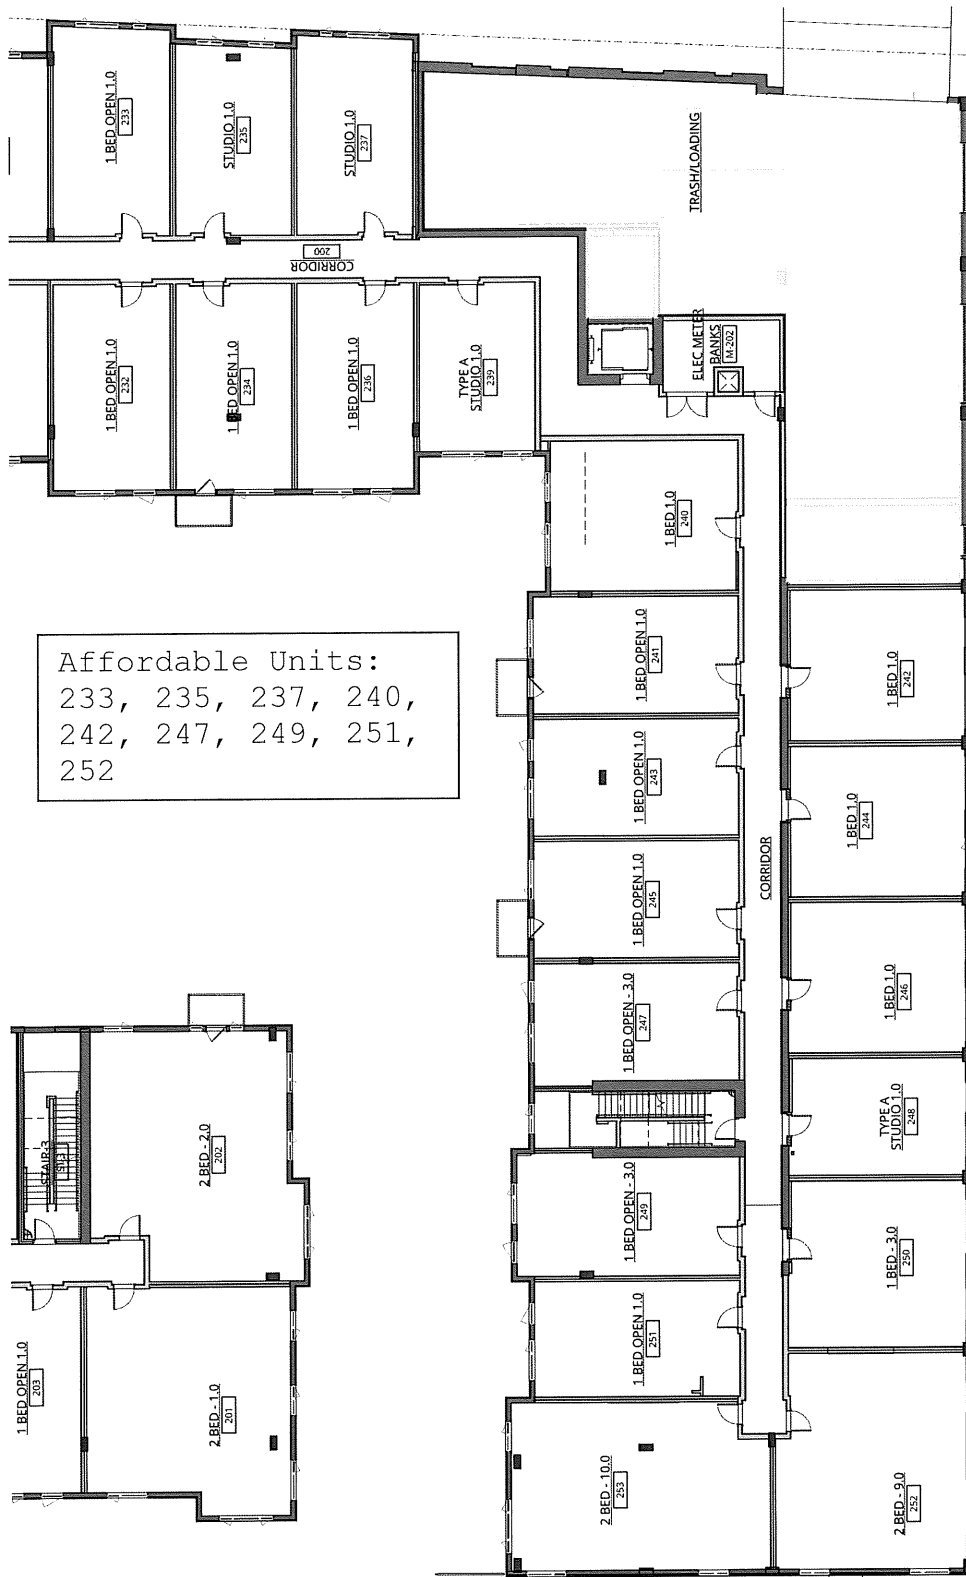 1 BED OPEN 1.0
233
STUDIO 1.0
235
STUDIO 1.0
237
TRASH/LOADING
CORRIDOR
200
1 BED OPEN 1.0
232
1 BED OPEN 1.0
234
1 BED OPEN 1.0
236
TYPE A
STUDIO 1.0
239
ELEC METER
BANKS
M-202
1 BED 1.0
240
Affordable Units:
233, 235, 237, 240,
242, 247, 249, 251,
252
1 BED OPEN 1.0
241
1 BED 1.0
242
1 BED OPEN 1.0
243
1 BED 1.0
244
CORRIDOR
1 BED OPEN 1.0
245
1 BED 1.0
246
1 BED OPEN - 3.0
247
TYPE A
STUDIO 1.0
248
STAIR 3
ST-3
2 BED - 2.0
202
1 BED OPEN - 3.0
249
1 BED - 3.0
250
1 BED OPEN 1.0
203
2 BED - 1.0
201
1 BED OPEN 1.0
251
2 BED - 10.0
253
2 BED - 9.0
252